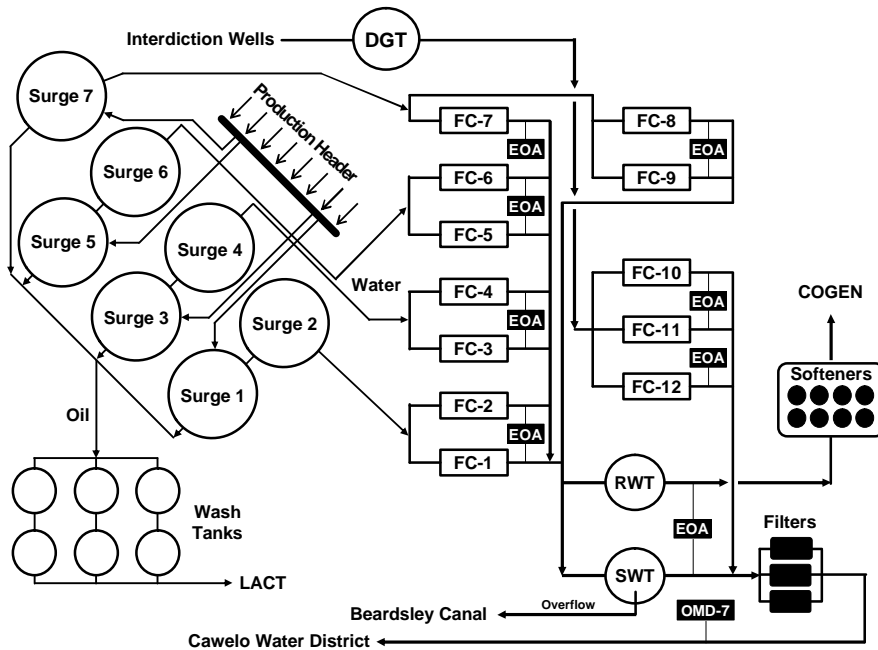 Interdiction Wells
DGT
Surge 7
Production Header
FC-7
FC-8
EOA
EOA
Surge 6
FC-6
FC-9
EOA
Surge 5
Surge 4
FC-5
FC-10
Water
EOA
COGEN
Surge 3
Surge 2
FC-4
EOA
FC-11
FC-3
EOA
Softeners
FC-12
Surge 1
FC-2
Oil
EOA
FC-1
RWT
Wash
Tanks
EOA
Filters
SWT
LACT
Overflow
OMD-7
Beardsley Canal
Cawelo Water District